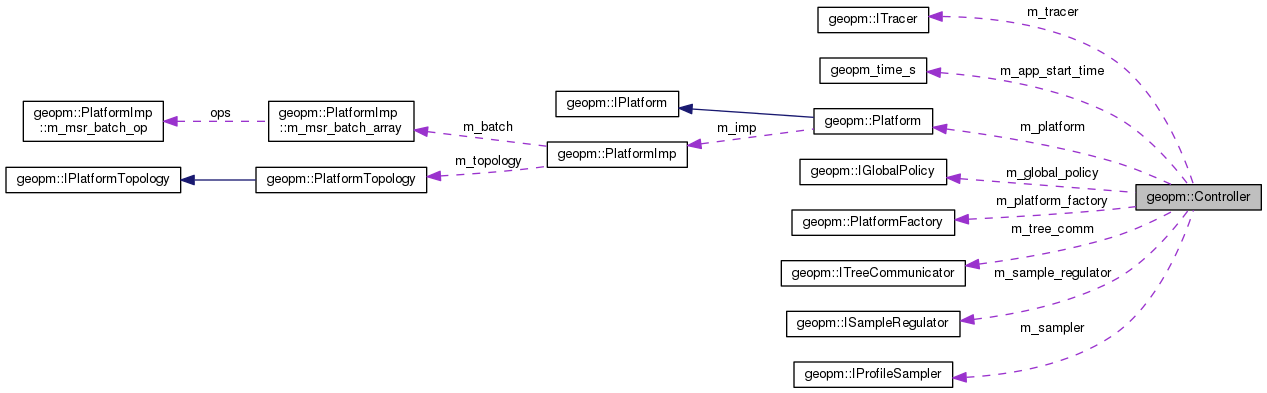 geopm::ITracer
m_tracer
geopm_time_s
m_app_start_time
geopm::PlatformImp
::m_msr_batch_op
ops
geopm::PlatformImp
::m_msr_batch_array
m_batch
geopm::IPlatform
geopm::Platform
m_platform
m_imp
geopm::PlatformImp
m_topology
geopm::IPlatformTopology
geopm::PlatformTopology
geopm::IGlobalPolicy
m_global_policy
geopm::Controller
geopm::PlatformFactory
m_platform_factory
m_tree_comm
geopm::ITreeCommunicator
m_sample_regulator
geopm::ISampleRegulator
m_sampler
geopm::IProfileSampler